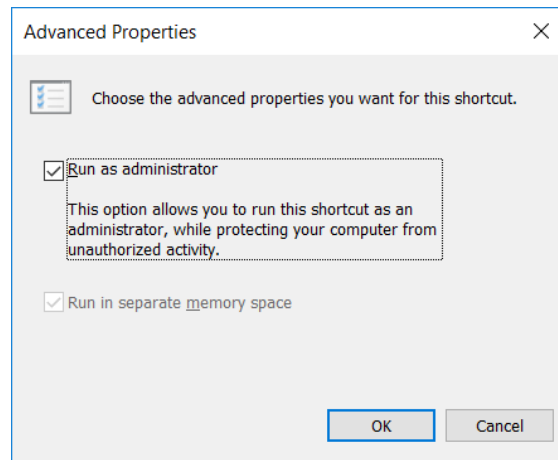 Advanced Properties
Choose the advanced properties you want for this shortcut.
Run as administrator
This option allows you to run this shortcut as an
administrator, while protecting your computer from
unauthorized activity.
Run in separate memory space
OK
Cancel